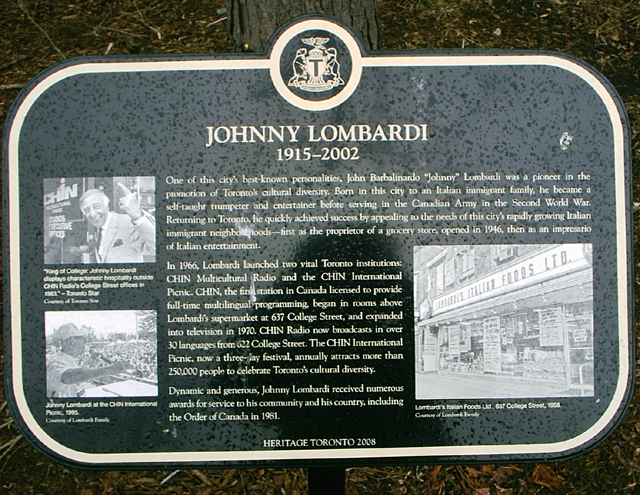 T
JOHNNY LOMBARDI
1915–2002
One of this city's best-known personalities, John Barbalinardo "Johnny" Lombardi was a pioneer in the
promotion of Toronto's cultural diversity. Born in this city to an Italian immigrant family, he became a
self-taught trumpeter and entertainer before serving in the Canadian Army in the Second World War.
Returning to Toronto, he quickly achieved success by appealing to the needs of this city's rapidly growing Italian
immigrant neighbourhoods—first as the proprietor of a grocery store, opened in 1946, then as an impresario
of Italian entertainment.
In 1966, Lombardi launched two vital Toronto institutions:
CHIN Multicultural Radio and the CHIN International
Picnic. CHIN, the first station in Canada licensed to provide
full-time multilingual programming, began in rooms above
Lombardi's supermarket at 637 College Street, and expanded
into television in 1970. CHIN Radio now broadcasts in over
30 languages from 622 College Street. The CHIN International
Picnic, now a three-day festival, annually attracts more than
250,000 people to celebrate Toronto's cultural diversity.
Dynamic and generous, Johnny Lombardi received numerous
awards for service to his community and his country, including
the Order of Canada in 1981.
CHIN
STUDIOS
EXECUTIVE
OFFICES
"King of College: Johnny Lombardi
displays characteristic hospitality outside
CHIN Radio's College Street offices in
1983." – Toronto Star
Courtesy of Toronto Star
Johnny Lombardi at the CHIN International
Picnic, 1995.
Courtesy of Lombardi Family
LOMBARDI'S ITALIAN FOODS LTD.
Lombardi's Italian Foods Ltd., 637 College Street, 1958.
Courtesy of Lombardi Family
HERITAGE TORONTO 2008